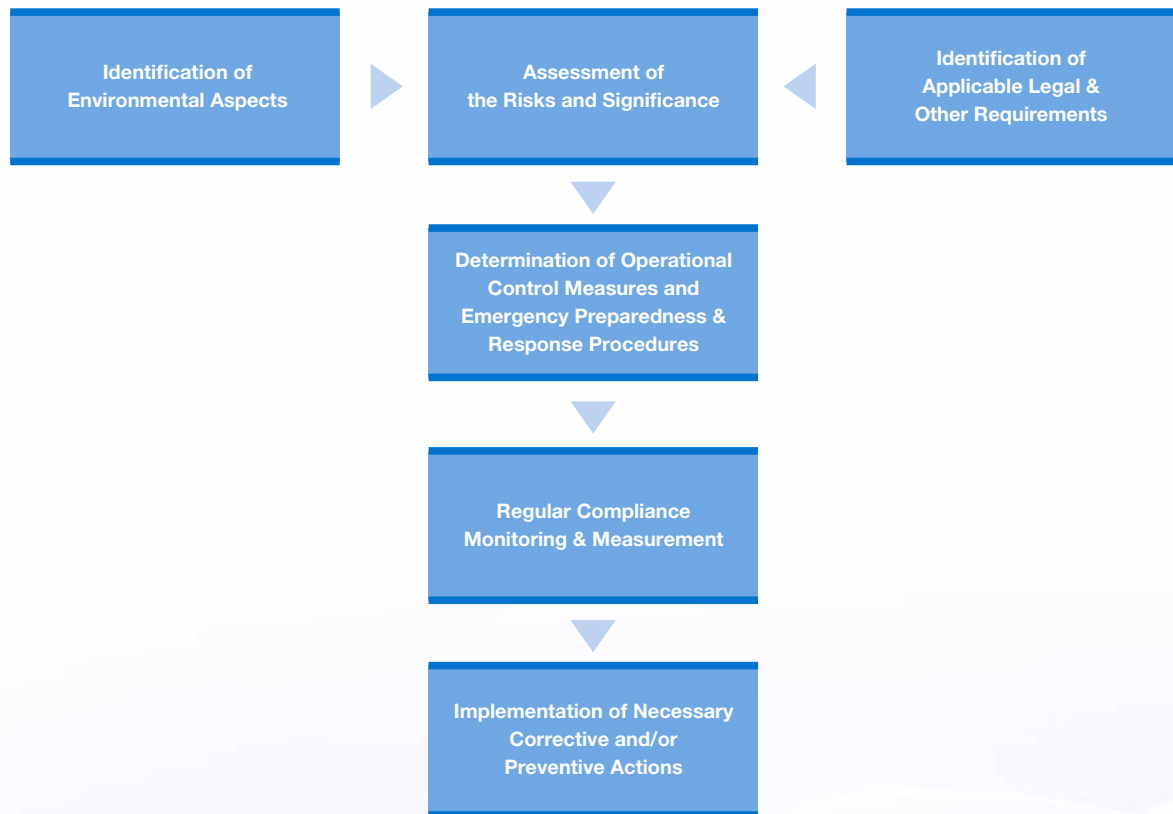 Identification of
Environmental Aspects
Assessment of
the Risks and Significance
Identification of
Applicable Legal &
Other Requirements
Determination of Operational
Control Measures and
Emergency Preparedness &
Response Procedures
Regular Compliance
Monitoring & Measurement
Implementation of Necessary
Corrective and/or
Preventive Actions